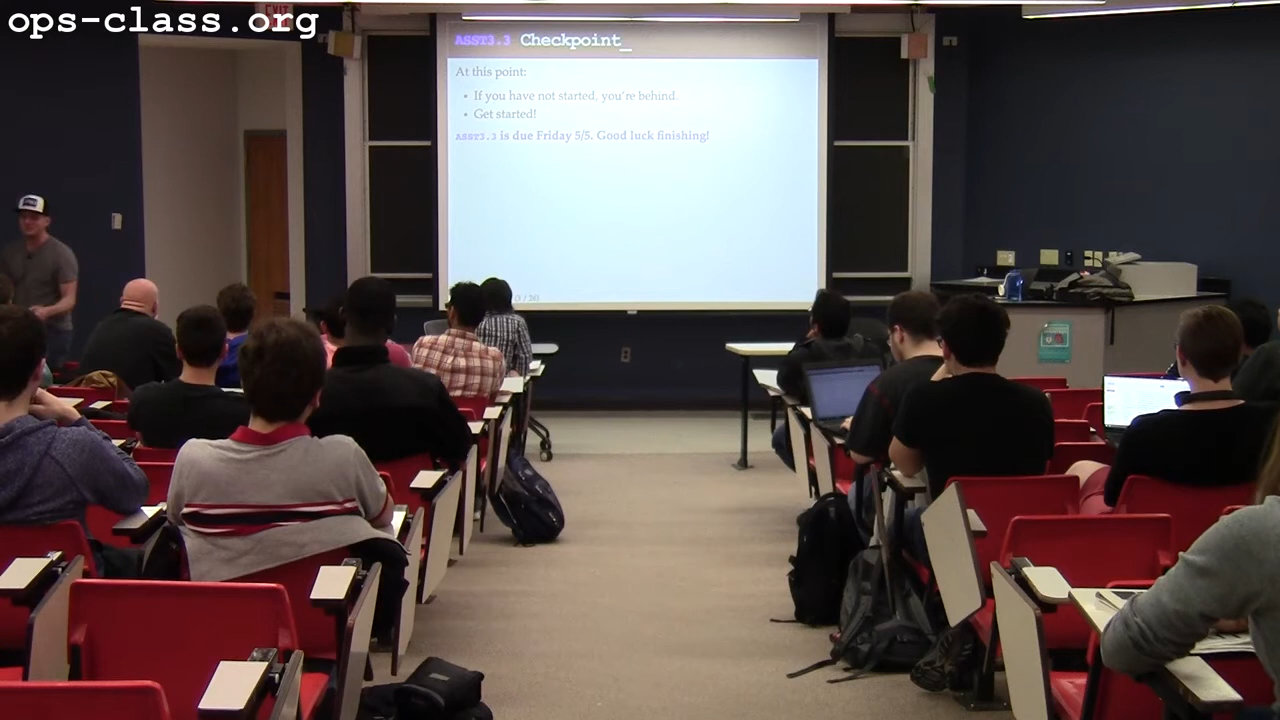 ops-class.org
EXIT
ASST3.3 Checkpoint_
At this point:
• If you have not started, you're behind.
• Get started!
ASST3.3 is due Friday 5/5. Good luck finishing!